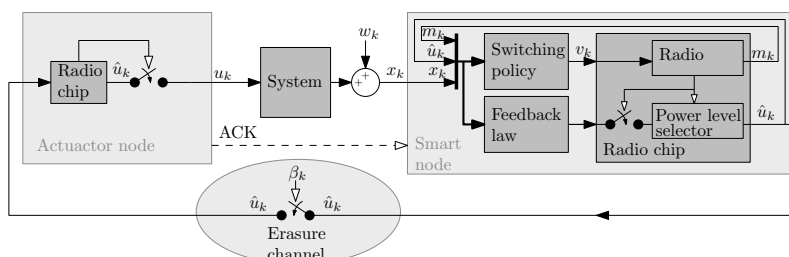 Radio
chip
û_k
u_k
Actuactor node
System
w_k
+
+
x_k
ACK
m_k
û_k
x_k
Switching
policy
v_k
Radio
m_k
Feedback
law
Power level
selector
û_k
Radio chip
Smart
node
β_k
û_k
û_k
Erasure
channel